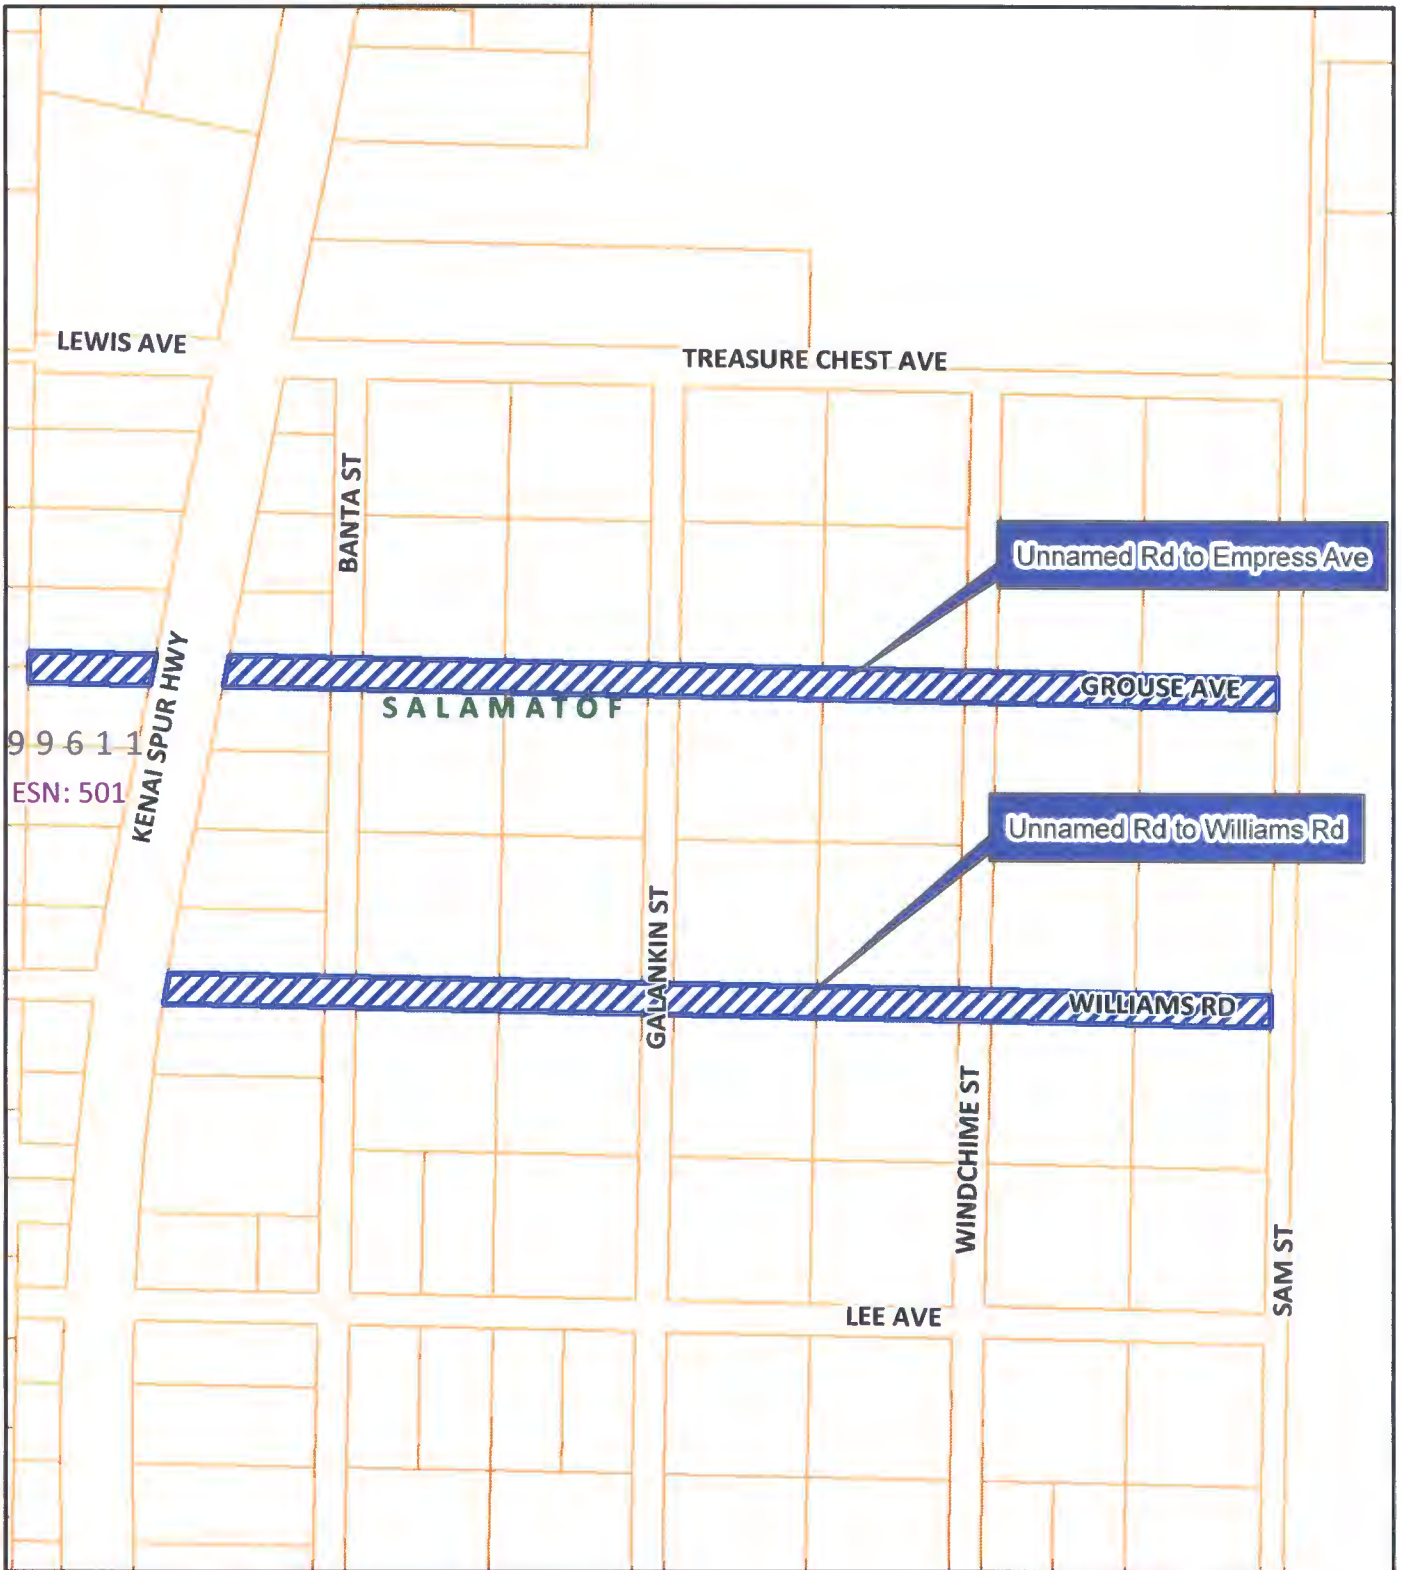 LEWIS AVE
TREASURE CHEST AVE
BANTA ST
Unnamed Rd to Empress Ave
KENAI SPUR HWY
GROUSE AVE
SALAMATOF
99611
ESN: 501
Unnamed Rd to Williams Rd
GALANKIN ST
WILLIAMS RD
WINDCHIME ST
SAM ST
LEE AVE